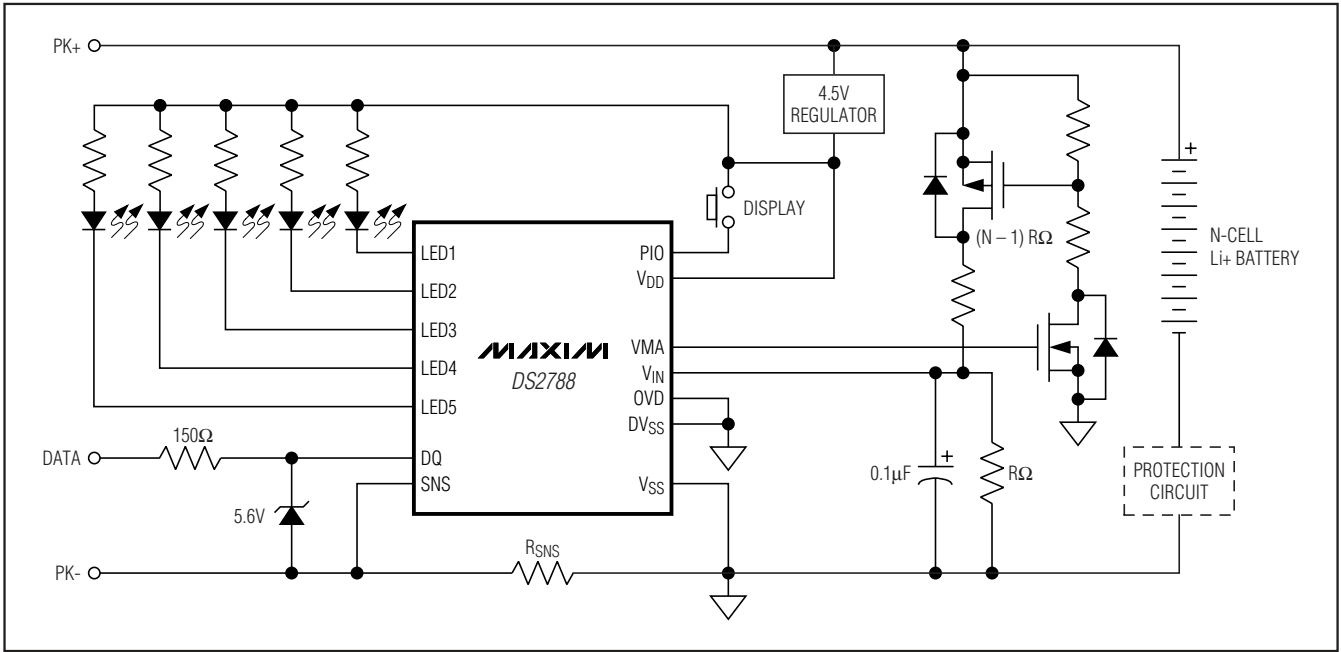 PK+
4.5V
REGULATOR
+
DISPLAY
(N – 1) RΩ
N-CELL
Li+ BATTERY
LED1
LED2
LED3
LED4
LED5
PIO
VDD
MAXIM
DS2788
VMA
VIN
OVD
DVSS
150Ω
DATA
DQ
SNS
VSS
+
0.1µF
RΩ
PROTECTION
CIRCUIT
5.6V
RSNS
PK-